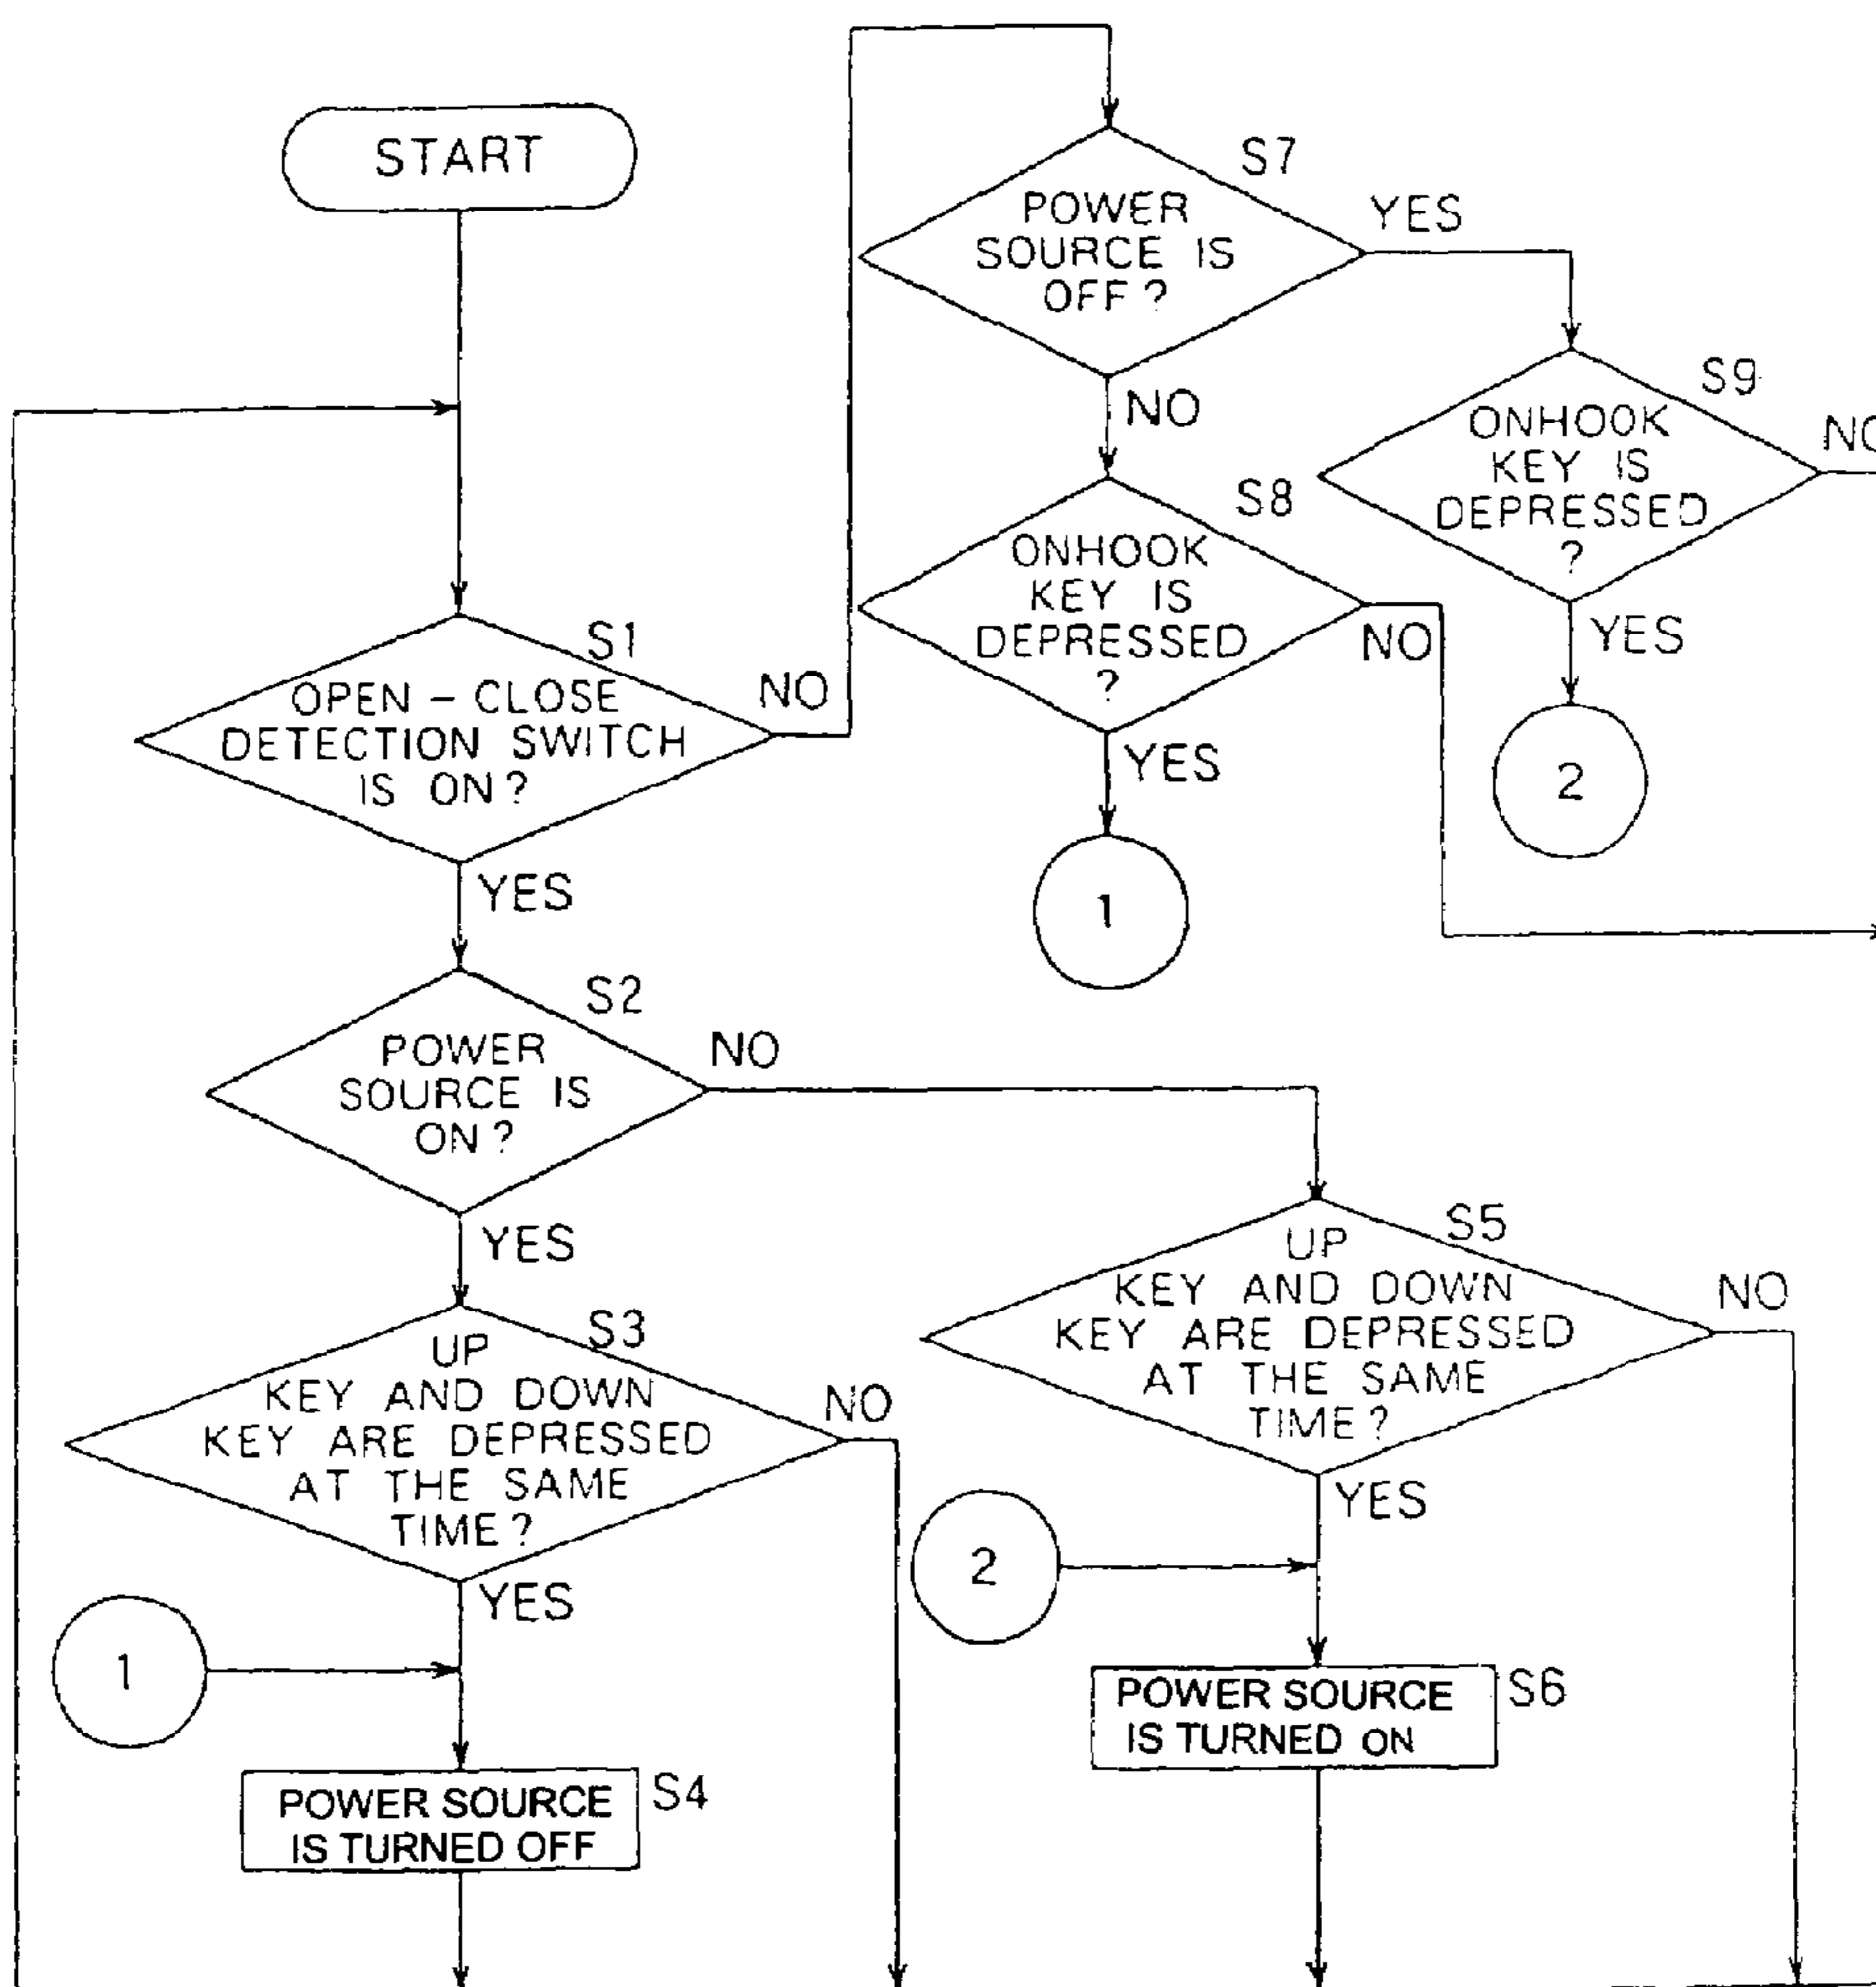 START
S1
OPEN – CLOSE
DETECTION SWITCH
IS ON?
NO
YES
S2
POWER
SOURCE IS
ON?
NO
YES
S3
UP
KEY AND DOWN
KEY ARE DEPRESSED
AT THE SAME
TIME?
NO
YES
1
POWER SOURCE
IS TURNED OFF
S4
S5
UP
KEY AND DOWN
KEY ARE DEPRESSED
AT THE SAME
TIME?
NO
YES
2
POWER SOURCE
IS TURNED ON
S6
S7
POWER
SOURCE IS
OFF?
YES
NO
S8
ONHOOK
KEY IS
DEPRESSED
?
NO
YES
1
S9
ONHOOK
KEY IS
DEPRESSED
?
NO
YES
2